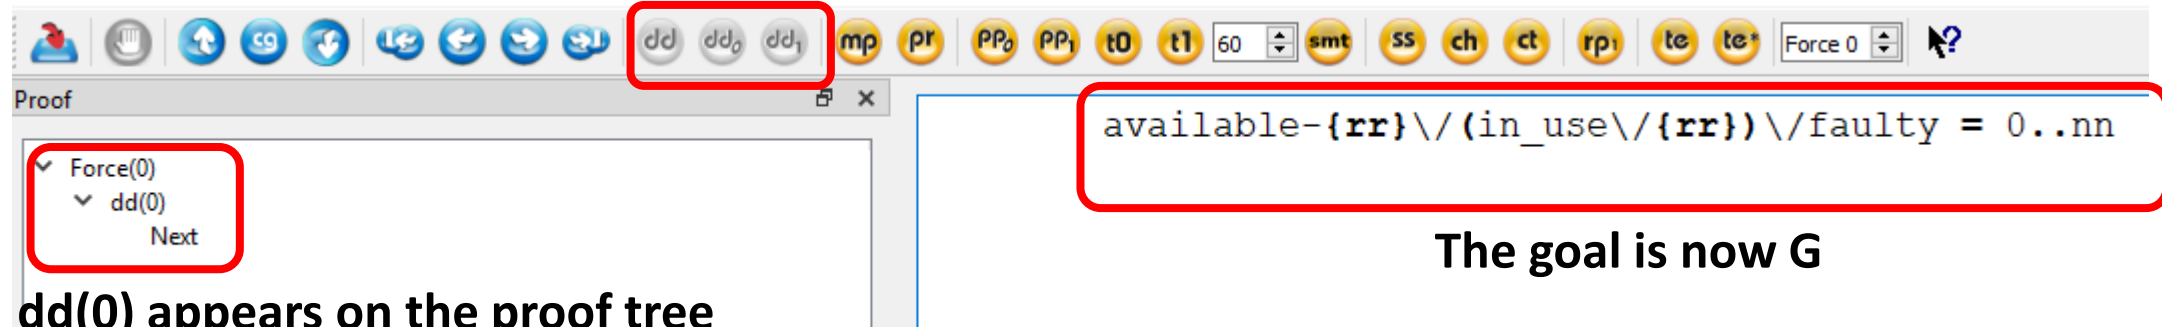 cg dd dd0 dd1 mp pr PP0 PP1 t0 t1 60 smt ss ch ct rp1 te te* Force 0 ?
Proof
available-{rr}\/(in_use\/{rr})\/faulty = 0..nn
Force(0)
dd(0)
Next
The goal is now G
dd(0) appears on the proof tree